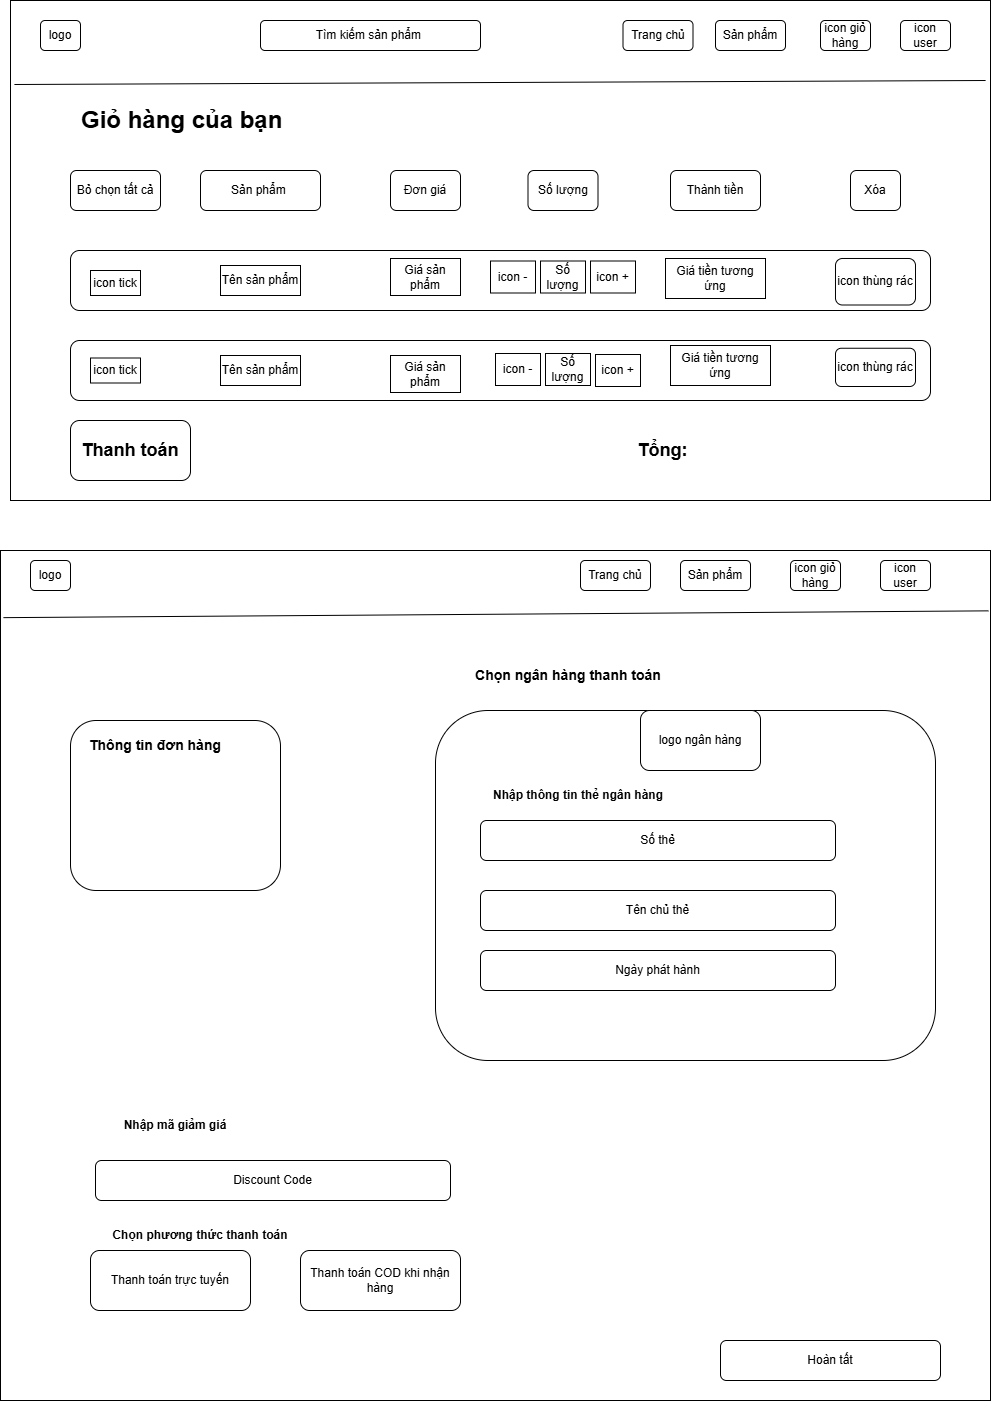 logo
Tìm kiếm sản phẩm
Trang chủ
Sản phẩm
icon giỏ
hàng
icon
user
Giỏ hàng của bạn
Bỏ chọn tất cả
Sản phẩm
Đơn giá
Số lượng
Thành tiền
Xóa
icon tick
Tên sản phẩm
Giá sản
phẩm
icon -
Số
lượng
icon +
Giá tiền tương
ứng
icon thùng rác
icon tick
Tên sản phẩm
Giá sản
phẩm
icon -
Số
lượng
icon +
Giá tiền tương
ứng
icon thùng rác
Thanh toán
Tổng:
logo
Trang chủ
Sản phẩm
icon giỏ
hàng
icon
user
Chọn ngân hàng thanh toán
Thông tin đơn hàng
logo ngân hàng
Nhập thông tin thẻ ngân hàng
Số thẻ
Tên chủ thẻ
Ngày phát hành
Nhập mã giảm giá
Discount Code
Chọn phương thức thanh toán
Thanh toán trực tuyến
Thanh toán COD khi nhận
hàng
Hoàn tất